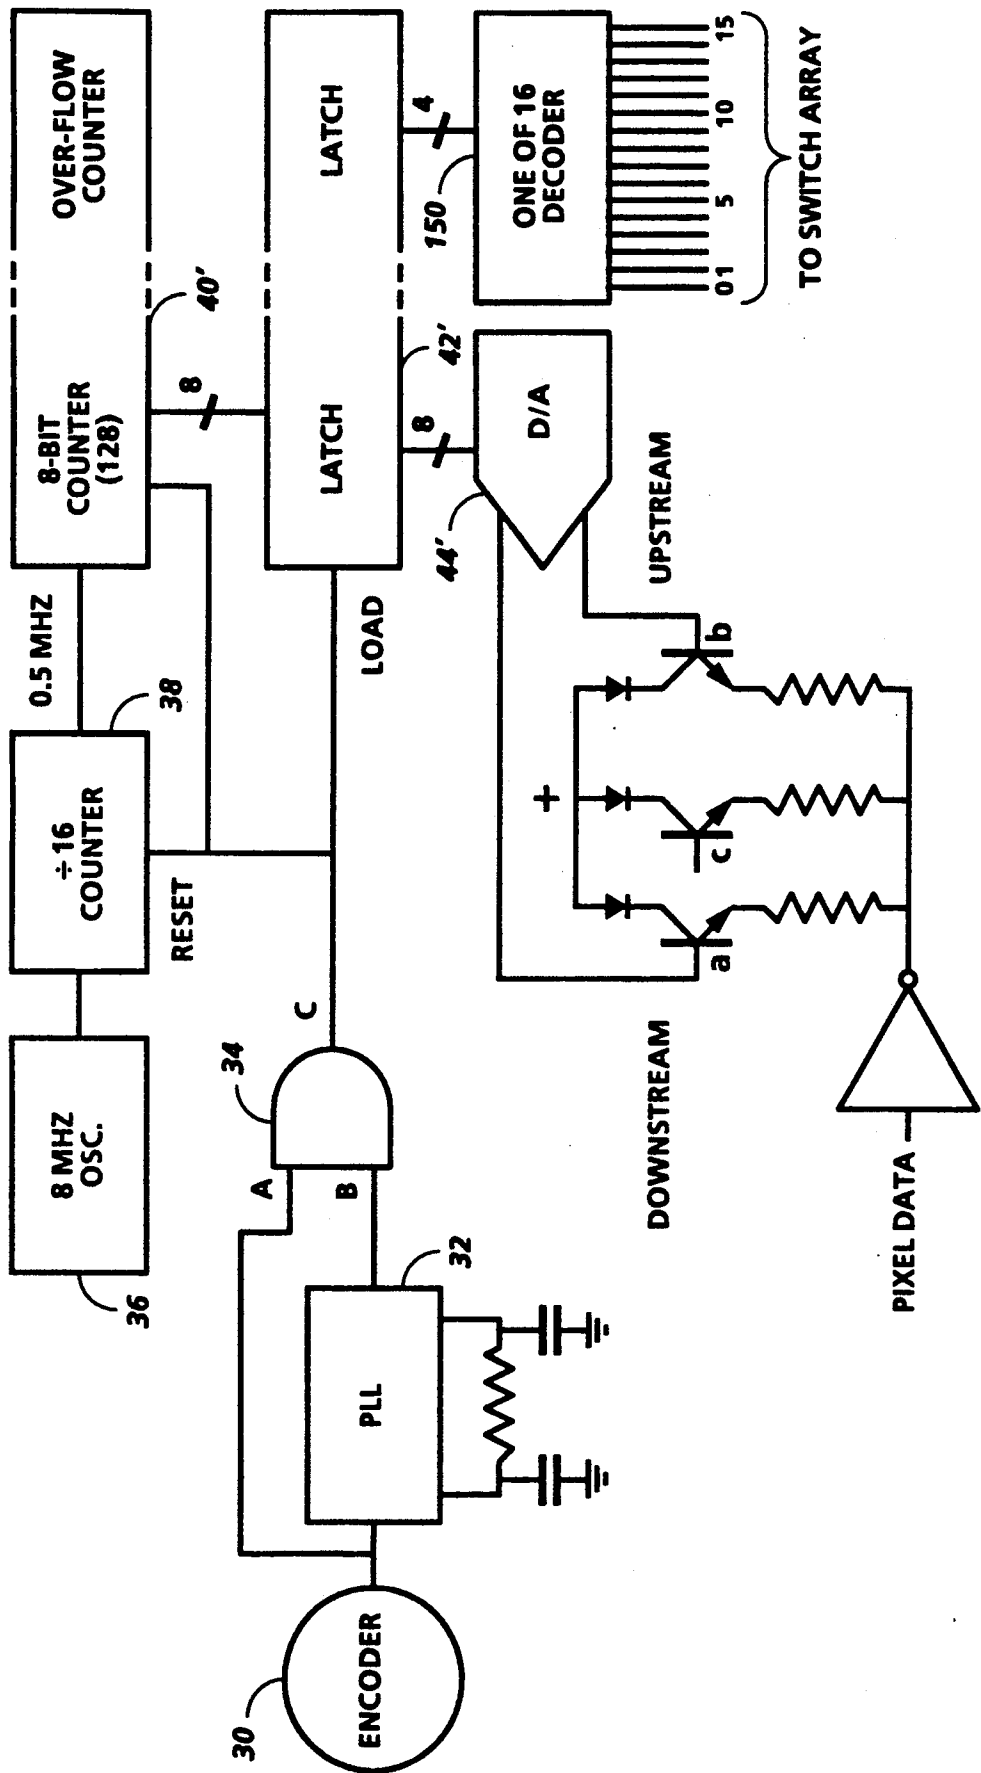 30
ENCODER
PLL
32
A
B
34
C
36
8 MHZ
OSC.
÷16
COUNTER
38
RESET
0.5 MHZ
8-BIT
COUNTER
(128)
OVER-FLOW
COUNTER
40'
8
LOAD
LATCH
LATCH
42'
8
4
44'
D/A
150
ONE OF 16
DECODER
01
5
10
15
TO SWITCH ARRAY
DOWNSTREAM
UPSTREAM
+
a
c
b
PIXEL DATA